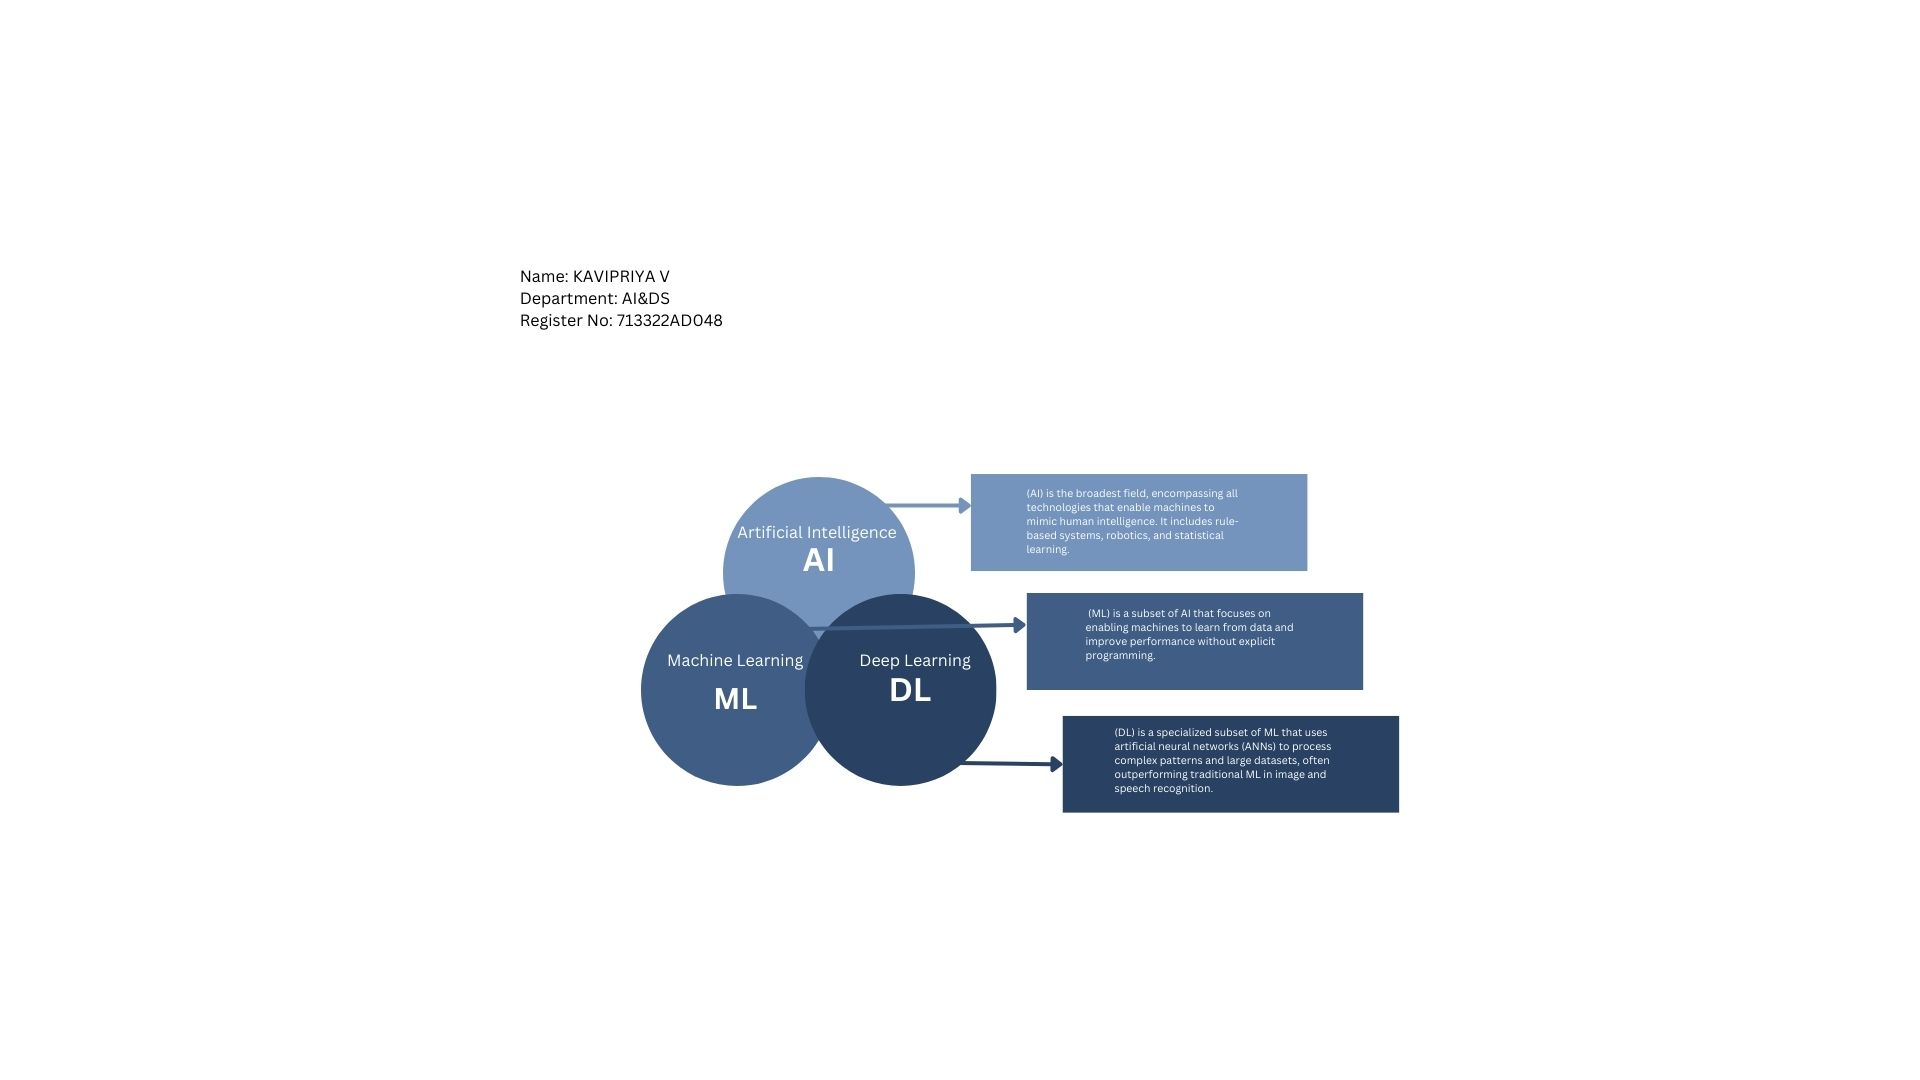 Name: KAVIPRIYA V
Department: AI&DS
Register No: 713322AD048
Artificial Intelligence
AI
(AI) is the broadest field, encompassing all
technologies that enable machines to
mimic human intelligence. It includes rule-
based systems, robotics, and statistical
learning.
Machine Learning
ML
(ML) is a subset of AI that focuses on
enabling machines to learn from data and
improve performance without explicit
programming.
Deep Learning
DL
(DL) is a specialized subset of ML that uses
artificial neural networks (ANNs) to process
complex patterns and large datasets, often
outperforming traditional ML in image and
speech recognition.